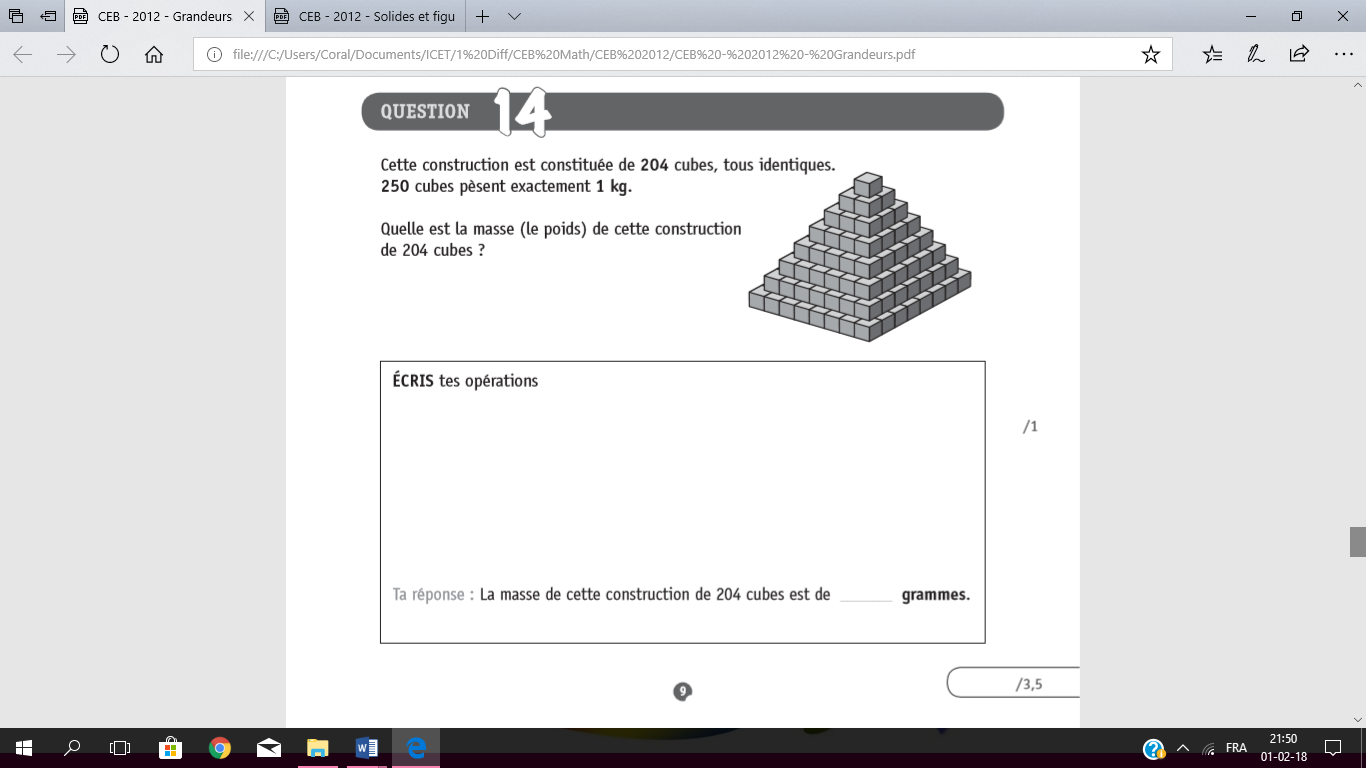 CEB - 2012 - Grandeurs
CEB - 2012 - Solides et figu
file:///C:/Users/Coral/Documents/ICET/1%20Diff/CEB%20Math/CEB%202012/CEB%20-%202012%20-%20Grandeurs.pdf
QUESTION 14
Cette construction est constituée de 204 cubes, tous identiques.
250 cubes pèsent exactement 1 kg.
Quelle est la masse (le poids) de cette construction
de 204 cubes ?
ÉCRIS tes opérations
/1
Ta réponse : La masse de cette construction de 204 cubes est de ______ grammes.
/3,5
9
FRA
21:50
01-02-18